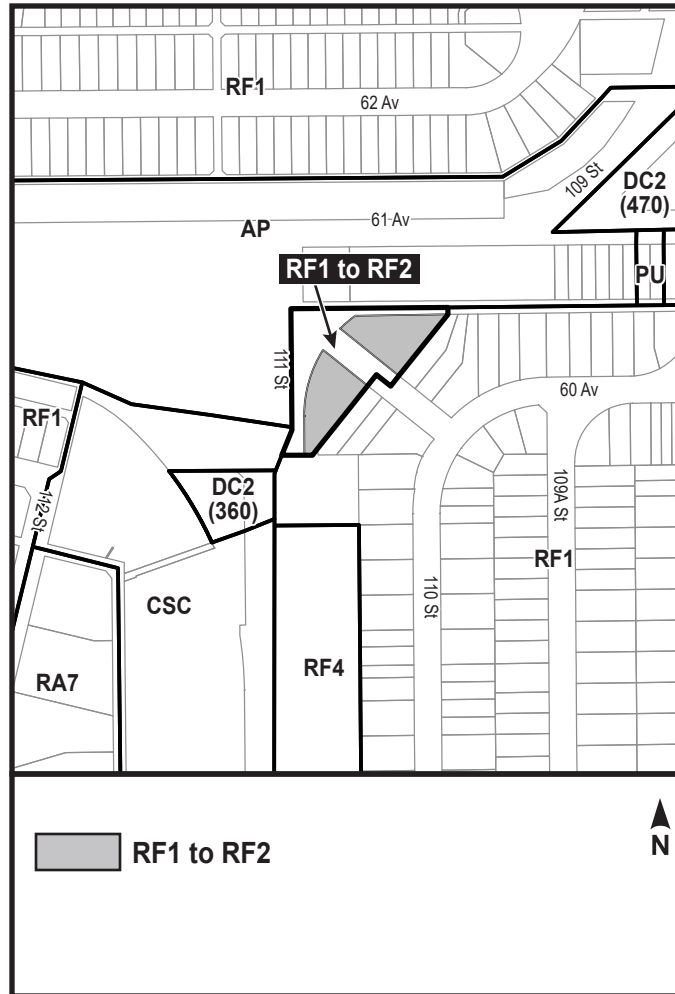 RF1
62 Av
109 St
DC2
(470)
61 Av
AP
RF1 to RF2
PU
111 St
60 Av
RF1
112 St
DC2
(360)
109A St
RF1
CSC
110 St
RF4
RA7
RF1 to RF2
N